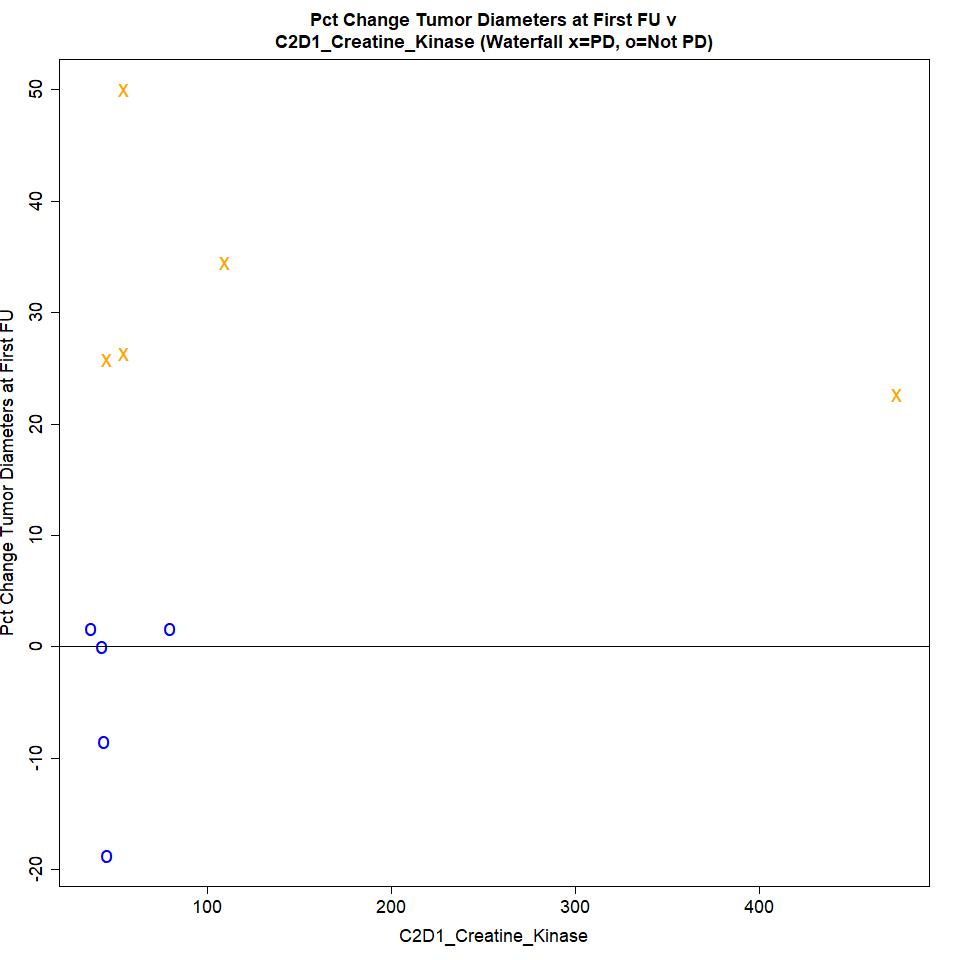 Pct Change Tumor Diameters at First FU v
C2D1_Creatine_Kinase (Waterfall x=PD, o=Not PD)
Pct Change Tumor Diameters at First FU
50
40
30
20
10
0
-10
-20
X
X
X
X
X
O
O
O
O
O
100
200
300
400
C2D1_Creatine_Kinase